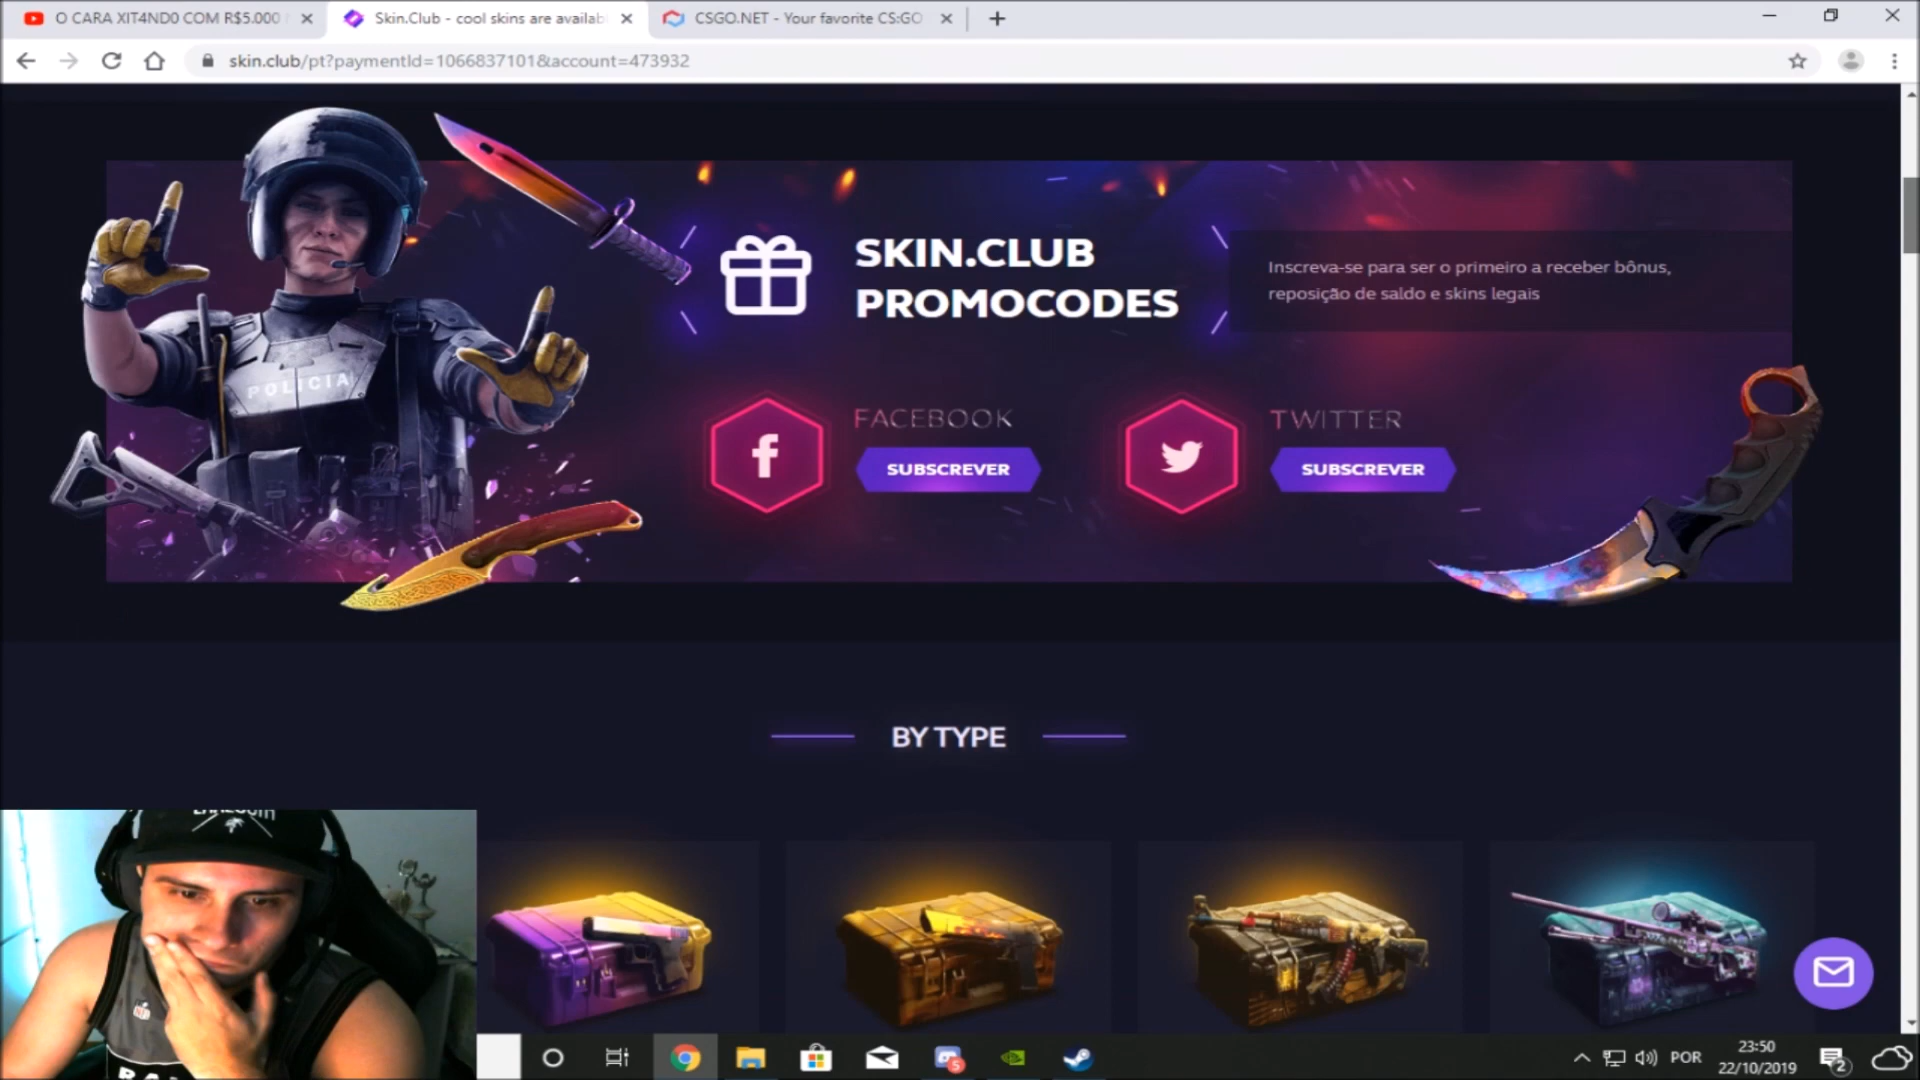 O CARA XIT4ND0 COM R$5.000
Skin.Club - cool skins are availab
CSGO.NET - Your favorite CS:GO
skin.club/pt?paymentId=1066837101&account=473932
SKIN.CLUB
PROMOCODES
Inscreva-se para ser o primeiro a receber bônus,
reposição de saldo e skins legais
POLICIA
FACEBOOK
SUBSCREVER
TWITTER
SUBSCREVER
BY TYPE
5
POR
23:50
22/10/2019
2